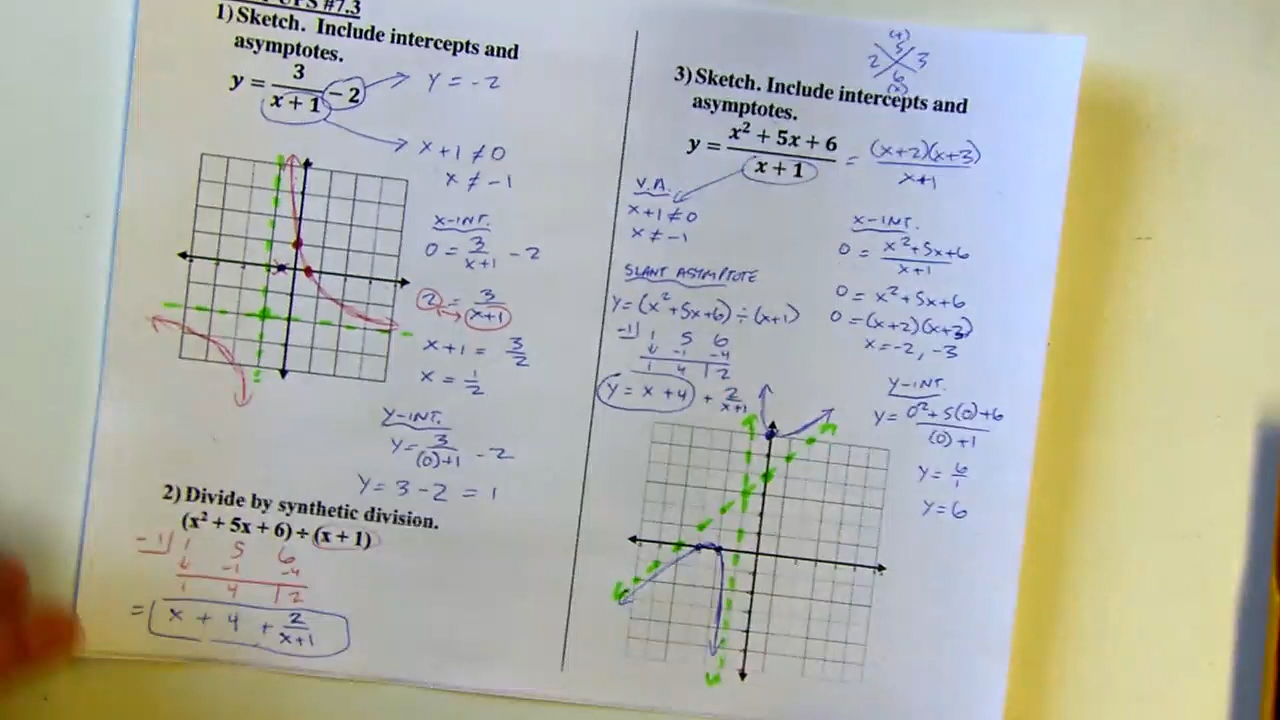 #7.3
1) Sketch. Include intercepts and
asymptotes.
y = 3/(x + 1) − 2
y = -2
x+1 ≠ 0
x ≠ -1
x-INT.
0 = 3/(x+1) - 2
2 = 3/(x+1)
x+1 = 3/2
x = 1/2
Y-INT.
y = 3/((0)+1) - 2
y = 3 - 2 = 1
2) Divide by synthetic division.
(x² + 5x + 6) ÷ (x + 1)
-1| 1 5 6
↓ -1 -4
1 4 | 2
= x + 4 + 2/(x+1)
(+)
5
2 3
6
(x)
3) Sketch. Include intercepts and
asymptotes.
y = (x² + 5x + 6)/(x + 1) = (x+2)(x+3)/(x+1)
V.A.
x+1 ≠ 0
x ≠ -1
SLANT ASYMPTOTE
y = (x² + 5x + 6) ÷ (x+1)
-1| 1 5 6
↓ -1 -4
1 4 | 2
y = x + 4 + 2/(x+1)
x-INT.
0 = (x² + 5x + 6)/(x+1)
0 = x² + 5x + 6
0 = (x+2)(x+3)
x = -2, -3
Y-INT.
y = (0² + 5(0) + 6)/((0)+1)
y = 6/1
y = 6